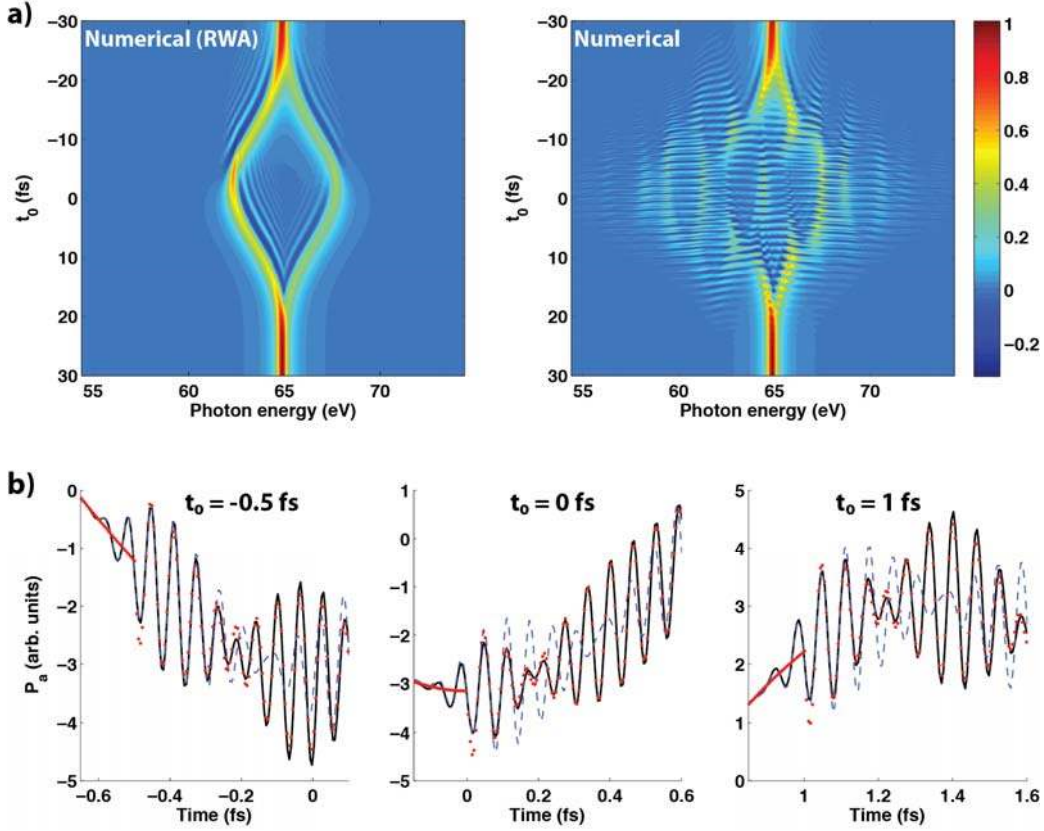 a)
Numerical (RWA)
Numerical
−30
−20
−10
0
10
20
30
t₀ (fs)
55 60 65 70
Photon energy (eV)
−30
−20
−10
0
10
20
30
t₀ (fs)
55 60 65 70
Photon energy (eV)
1
0.8
0.6
0.4
0.2
0
−0.2
b)
t₀ = -0.5 fs
0
−1
−2
−3
−4
−5
Pₐ (arb. units)
−0.6 −0.4 −0.2 0
Time (fs)
t₀ = 0 fs
1
0
−1
−2
−3
−4
−5
0 0.2 0.4 0.6
Time (fs)
t₀ = 1 fs
5
4
3
2
1
0
1 1.2 1.4 1.6
Time (fs)